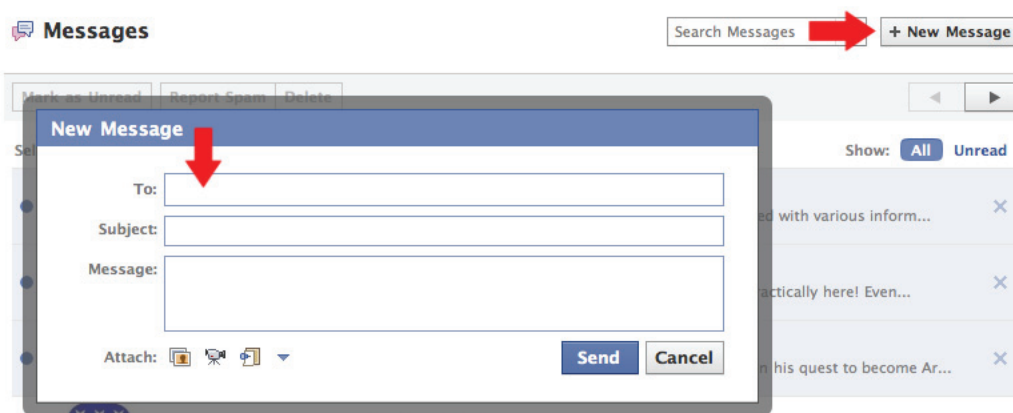 Messages
Search Messages
+ New Message
Mark as Unread Report Spam Delete
New Message
Show: All Unread
To:
ed with various inform...
Subject:
Message:
actically here! Even...
Attach:
Send Cancel
n his quest to become Ar...